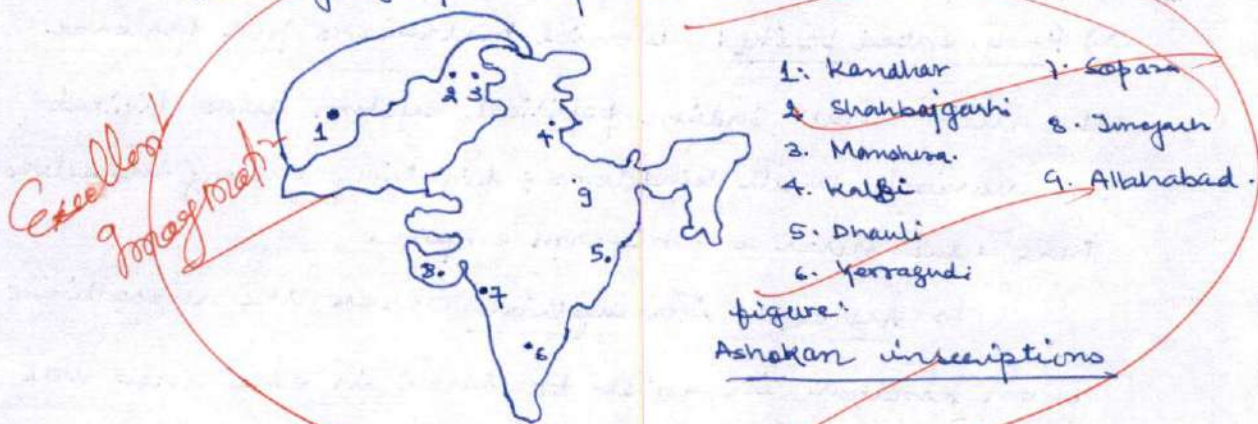 Excellent
Imagination
1
2 3
4
5
6
7
8
9
1. Kandhar
2 Shahbajgarhi
3. Manshera.
4. Kalsi
5. Dhauli
6. Yerragudi
7. Sopara
8. Junagarh
9. Allahabad.
figure:
Ashokan inscriptions